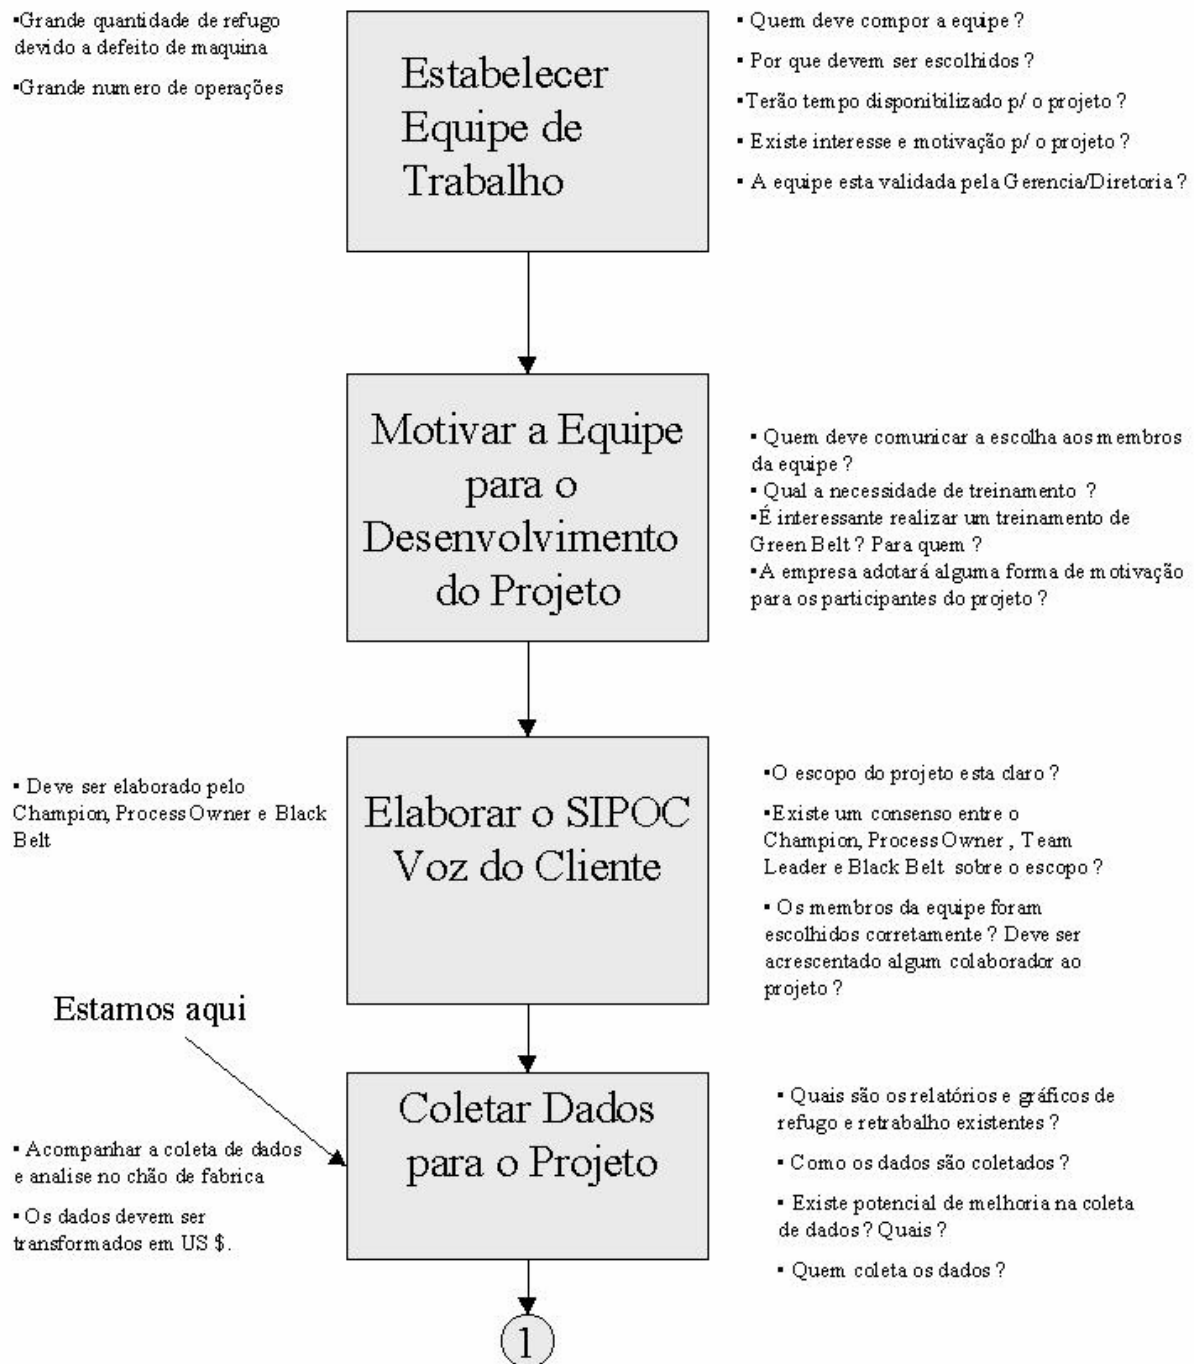 ▪Grande quantidade de refugo
devido a defeito de maquina
▪Grande numero de operações
Estabelecer
Equipe de
Trabalho
▪ Quem deve compor a equipe ?
▪ Por que devem ser escolhidos ?
▪Terão tempo disponibilizado p/ o projeto ?
▪ Existe interesse e motivação p/ o projeto ?
▪ A equipe esta validada pela Gerencia/Diretoria ?
Motivar a Equipe
para o
Desenvolvimento
do Projeto
▪ Quem deve comunicar a escolha aos membros
da equipe ?
▪ Qual a necessidade de treinamento ?
▪É interessante realizar um treinamento de
Green Belt ? Para quem ?
▪A empresa adotará alguma forma de motivação
para os participantes do projeto ?
▪ Deve ser elaborado pelo
Champion, Process Owner e Black
Belt
Elaborar o SIPOC
Voz do Cliente
▪O escopo do projeto esta claro ?
▪Existe um consenso entre o
Champion, Process Owner , Team
Leader e Black Belt sobre o escopo ?
▪ Os membros da equipe foram
escolhidos corretamente ? Deve ser
acrescentado algum colaborador ao
projeto ?
Estamos aqui
▪ Acompanhar a coleta de dados
e analise no chão de fabrica
▪ Os dados devem ser
transformados em US $.
Coletar Dados
para o Projeto
▪ Quais são os relatórios e gráficos de
refugo e retrabalho existentes ?
▪ Como os dados são coletados ?
▪ Existe potencial de melhoria na coleta
de dados ? Quais ?
▪ Quem coleta os dados ?
1